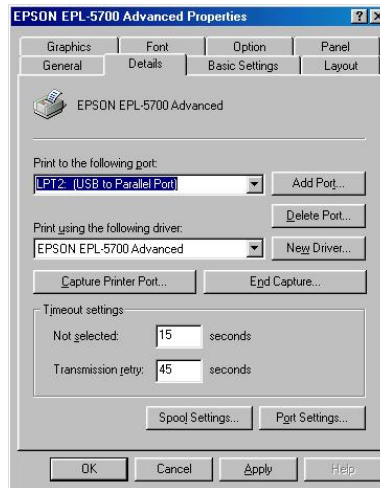 EPSON EPL-5700 Advanced Properties
Graphics Font Option Panel
General Details Basic Settings Layout
EPSON EPL-5700 Advanced
Print to the following port:
LPT2: (USB to Parallel Port) Add Port...
Delete Port...
Print using the following driver:
EPSON EPL-5700 Advanced New Driver...
Capture Printer Port... End Capture...
Timeout settings
Not selected: 15 seconds
Transmission retry: 45 seconds
Spool Settings... Port Settings...
OK Cancel Apply Help